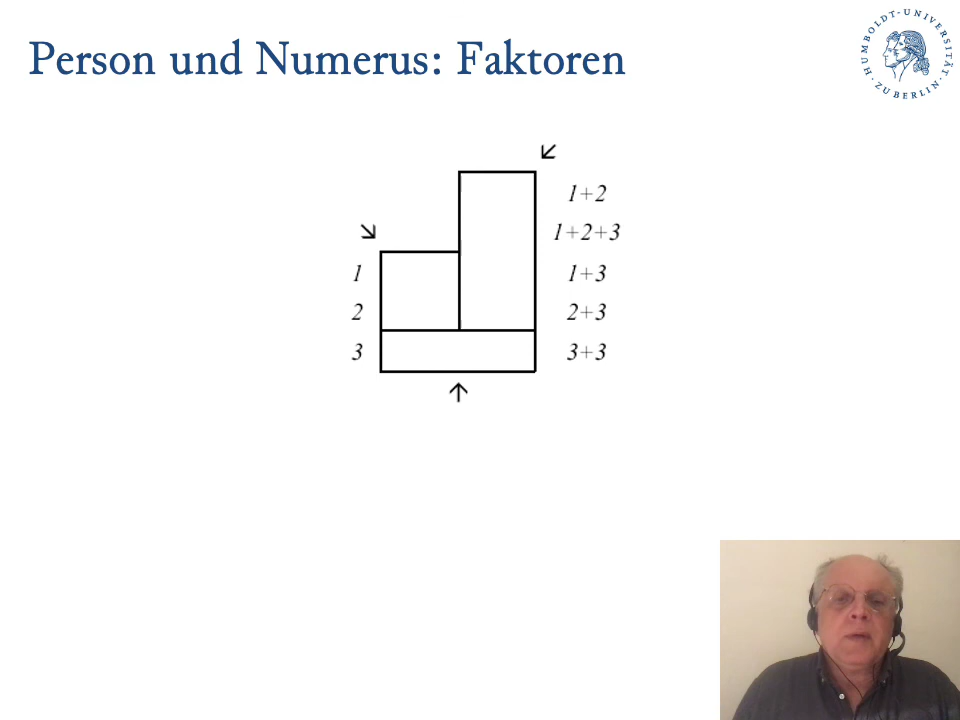 Person und Numerus: Faktoren
HUMBOLDT-UNIVERSITÄT ZU BERLIN
1+2
1+2+3
1 1+3
2 2+3
3 3+3